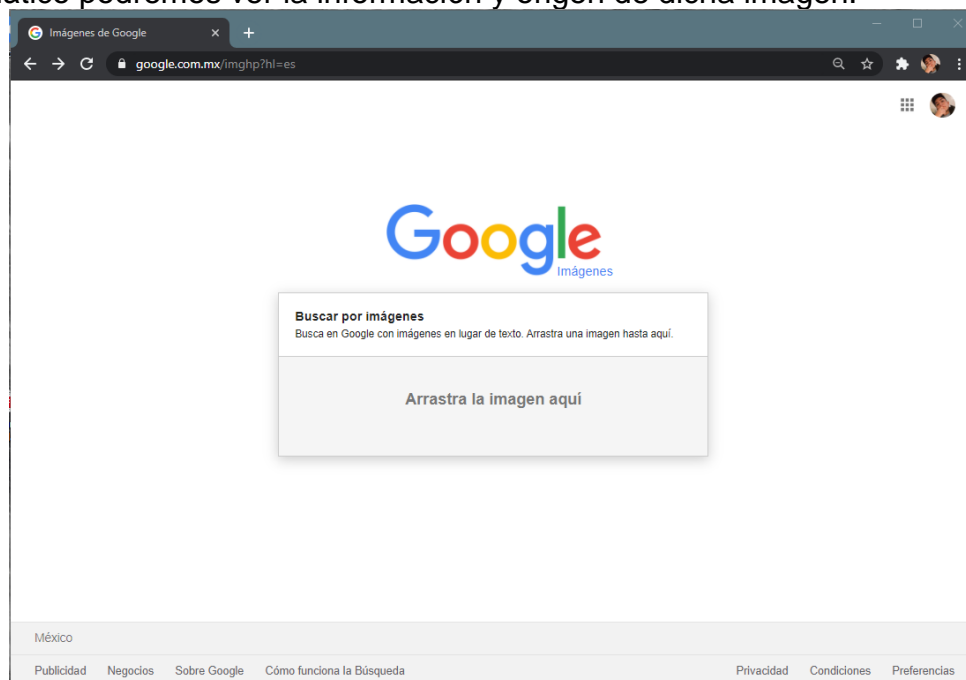 podremos ver la información y origen de dicha imagen.
Imágenes de Google
google.com.mx/imghp?hl=es
Google
Imágenes
Buscar por imágenes
Busca en Google con imágenes en lugar de texto. Arrastra una imagen hasta aquí.
Arrastra la imagen aquí
México
Publicidad Negocios Sobre Google Cómo funciona la Búsqueda Privacidad Condiciones Preferencias